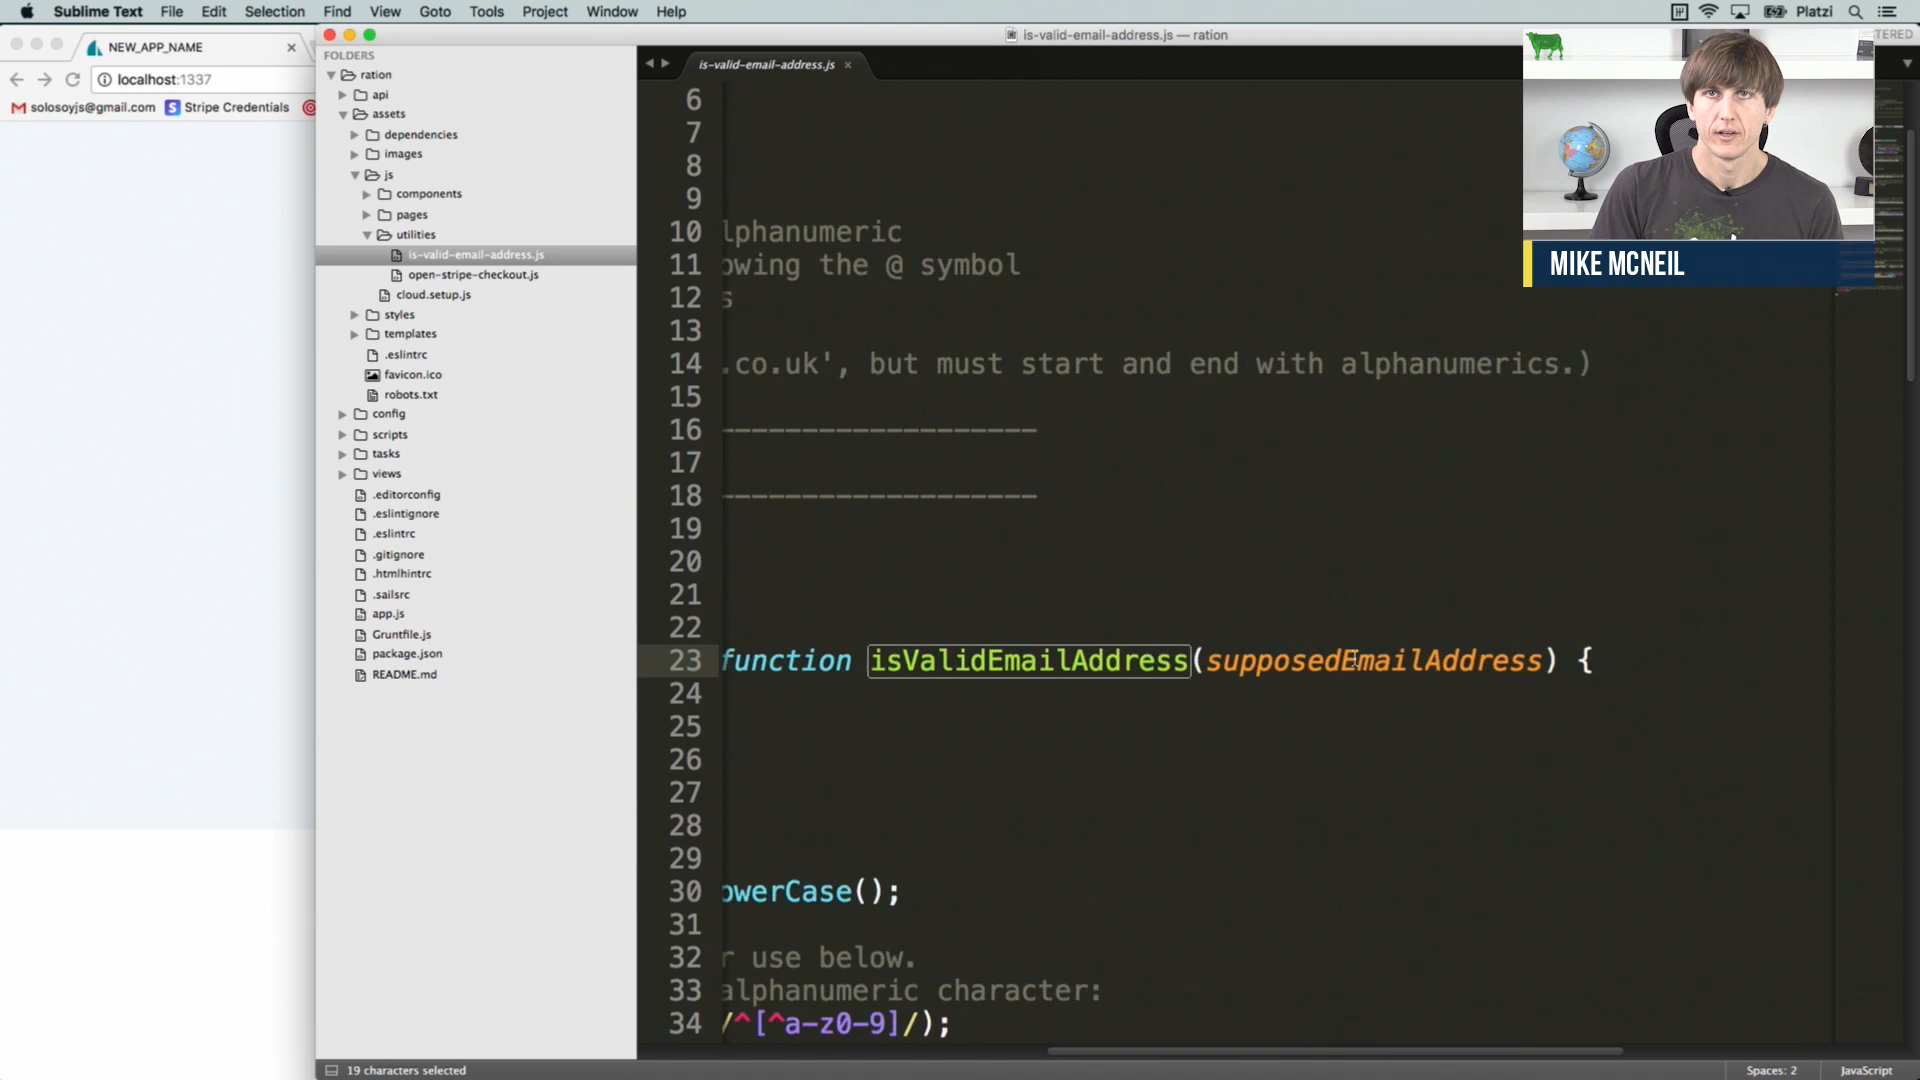 Sublime Text File Edit Selection Find View Goto Tools Project Window Help Platzi
NEW_APP_NAME
localhost:1337
solosoyjs@gmail.com Stripe Credentials
is-valid-email-address.js — ration
TERED
FOLDERS
ration
api
assets
dependencies
images
js
components
pages
utilities
is-valid-email-address.js
open-stripe-checkout.js
cloud.setup.js
styles
templates
.eslintrc
favicon.ico
robots.txt
config
scripts
tasks
views
.editorconfig
.eslintignore
.eslintrc
.gitignore
.htmlhintrc
.sailsrc
app.js
Gruntfile.js
package.json
README.md
is-valid-email-address.js
6
7
8
9
10 lphanumeric
11 owing the @ symbol
12 s
13
14 .co.uk', but must start and end with alphanumerics.)
15
16 -------------------
17
18 -------------------
19
20
21
22
23 function isValidEmailAddress(supposedEmailAddress) {
24
25
26
27
28
29
30 owerCase();
31
32 r use below.
33 alphanumeric character:
34 /^[^a-z0-9]/);
MIKE MCNEIL
19 characters selected
Spaces: 2 JavaScript